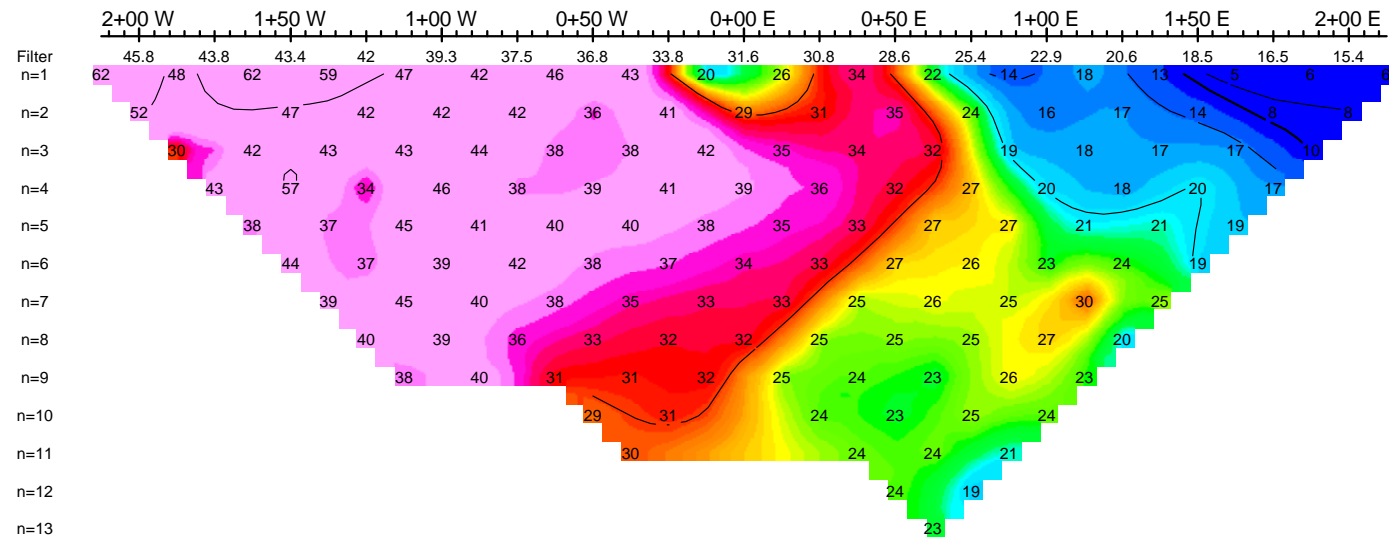 2+00 W 1+50 W 1+00 W 0+50 W 0+00 E 0+50 E 1+00 E 1+50 E 2+00 E
Filter 45.8 43.8 43.4 42 39.3 37.5 36.8 33.8 31.6 30.8 28.6 25.4 22.9 20.6 18.5 16.5 15.4
n=1 62 48 62 59 47 42 46 43 20 26 34 22 14 18 13 5 6 6
n=2 52 47 42 42 42 36 41 29 31 35 24 16 17 14 8 8
n=3 30 42 43 43 44 38 38 42 35 34 32 19 18 17 17 10
n=4 43 57 34 46 38 39 41 39 36 32 27 20 18 20 17
n=5 38 37 45 41 40 40 38 35 33 27 27 21 21 19
n=6 44 37 39 42 38 37 34 33 27 26 23 24 19
n=7 39 45 40 38 35 33 33 25 26 25 30 25
n=8 40 39 36 33 32 32 25 25 25 27 20
n=9 38 40 31 31 32 25 24 23 26 23
n=10 29 31 24 23 25 24
n=11 30 24 24 21
n=12 24 19
n=13 23